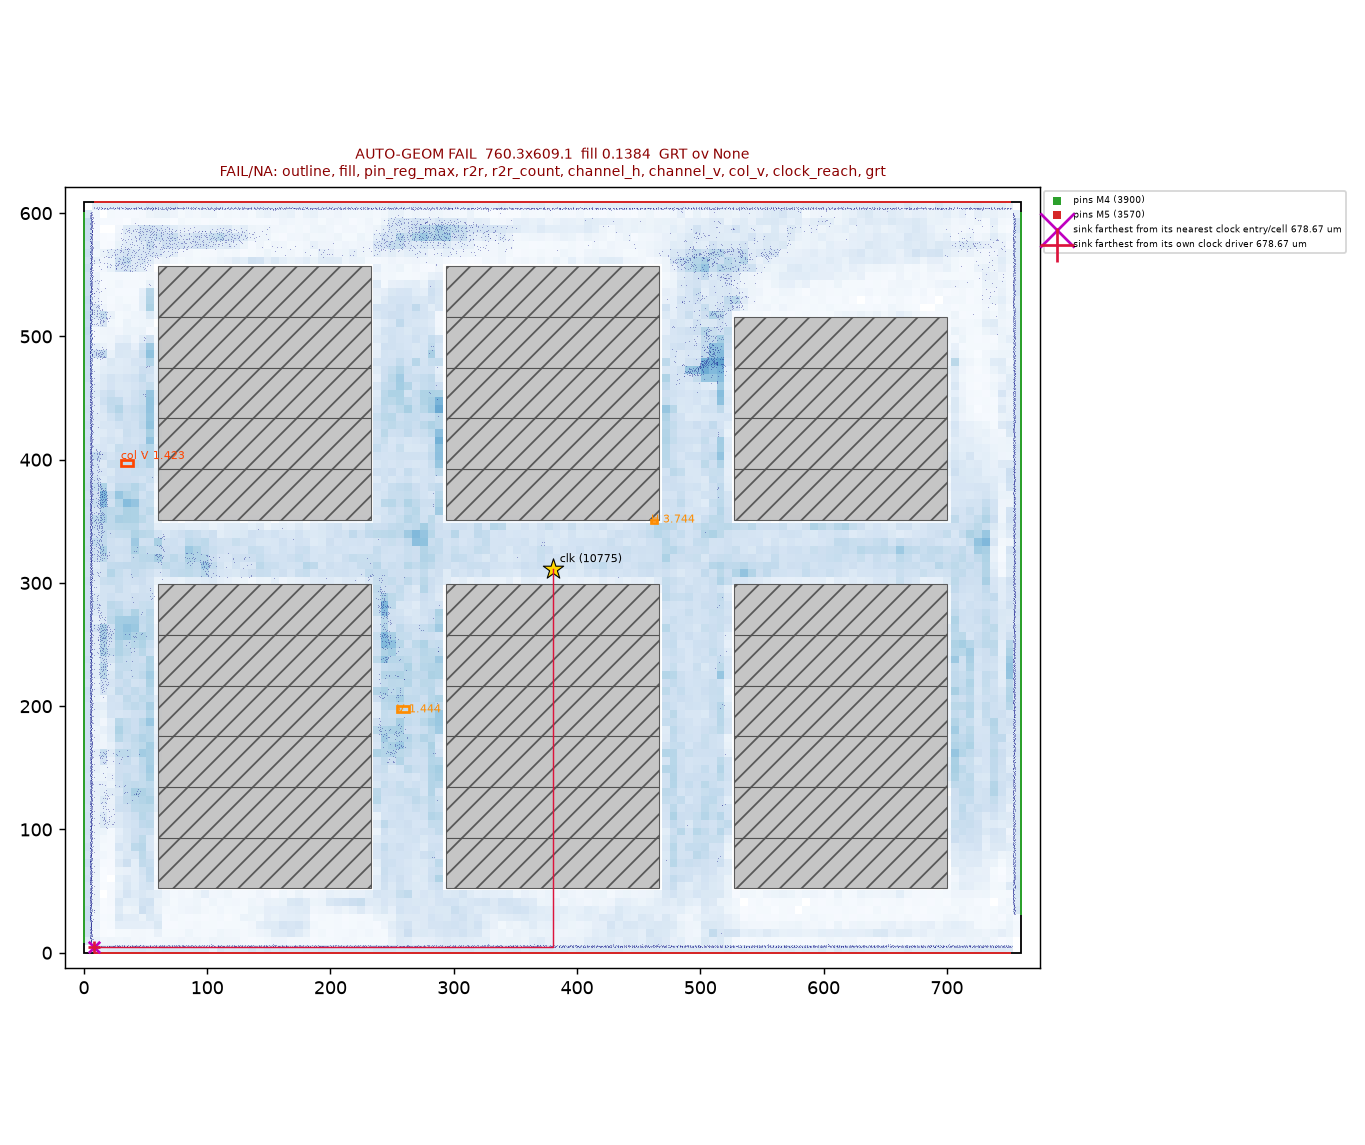 AUTO-GEOM FAIL  760.3x609.1  fill 0.1384  GRT ov None
FAIL/NA: outline, fill, pin_reg_max, r2r, r2r_count, channel_h, channel_v, col_v, clock_reach, grt
pins M4 (3900)
pins M5 (3570)
sink farthest from its nearest clock entry/cell 678.67 um
sink farthest from its own clock driver 678.67 um
600
500
400
300
200
100
0
col V 1.423
3.744
clk (10775)
1.444
0 100 200 300 400 500 600 700